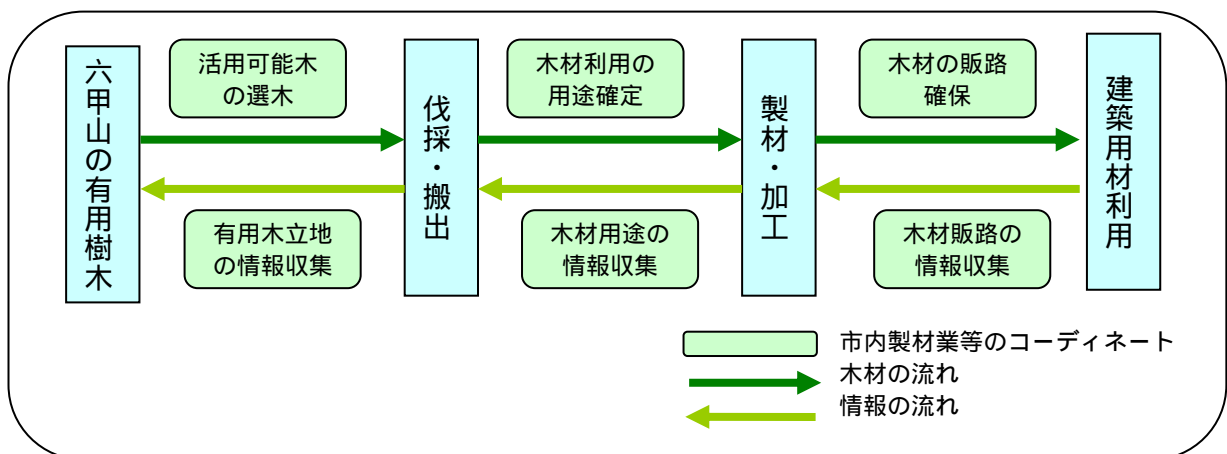 六甲山の有用樹木
活用可能木
の選木
有用木立地
の情報収集
伐採・搬出
木材利用の
用途確定
木材用途の
情報収集
製材・加工
木材の販路
確保
木材販路の
情報収集
建築用材利用
市内製材業等のコーディネート
木材の流れ
情報の流れ